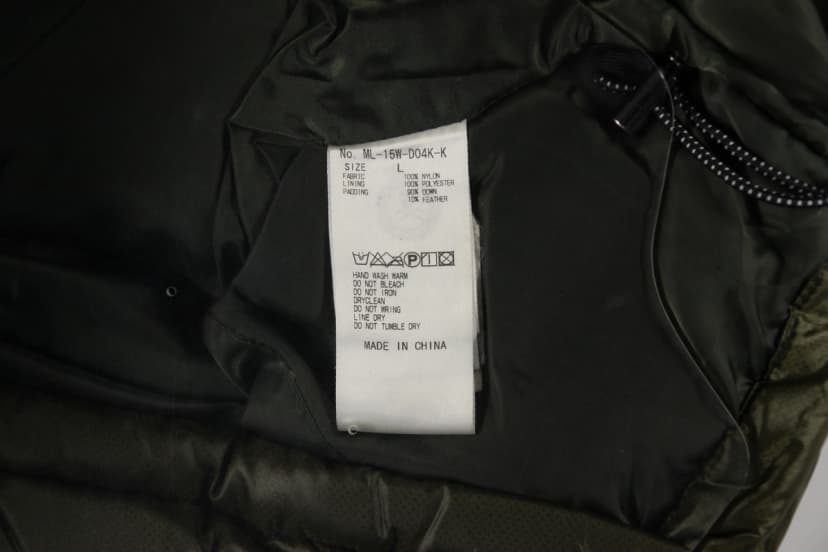 No. ML-15W-D04K-K
SIZE L
FABRIC 100% NYLON
LINING 100% POLYESTER
PADDING 90% DOWN
10% FEATHER
P
HAND WASH WARM
DO NOT BLEACH
DO NOT IRON
DRYCLEAN
DO NOT WRING
LINE DRY
DO NOT TUMBLE DRY
MADE IN CHINA